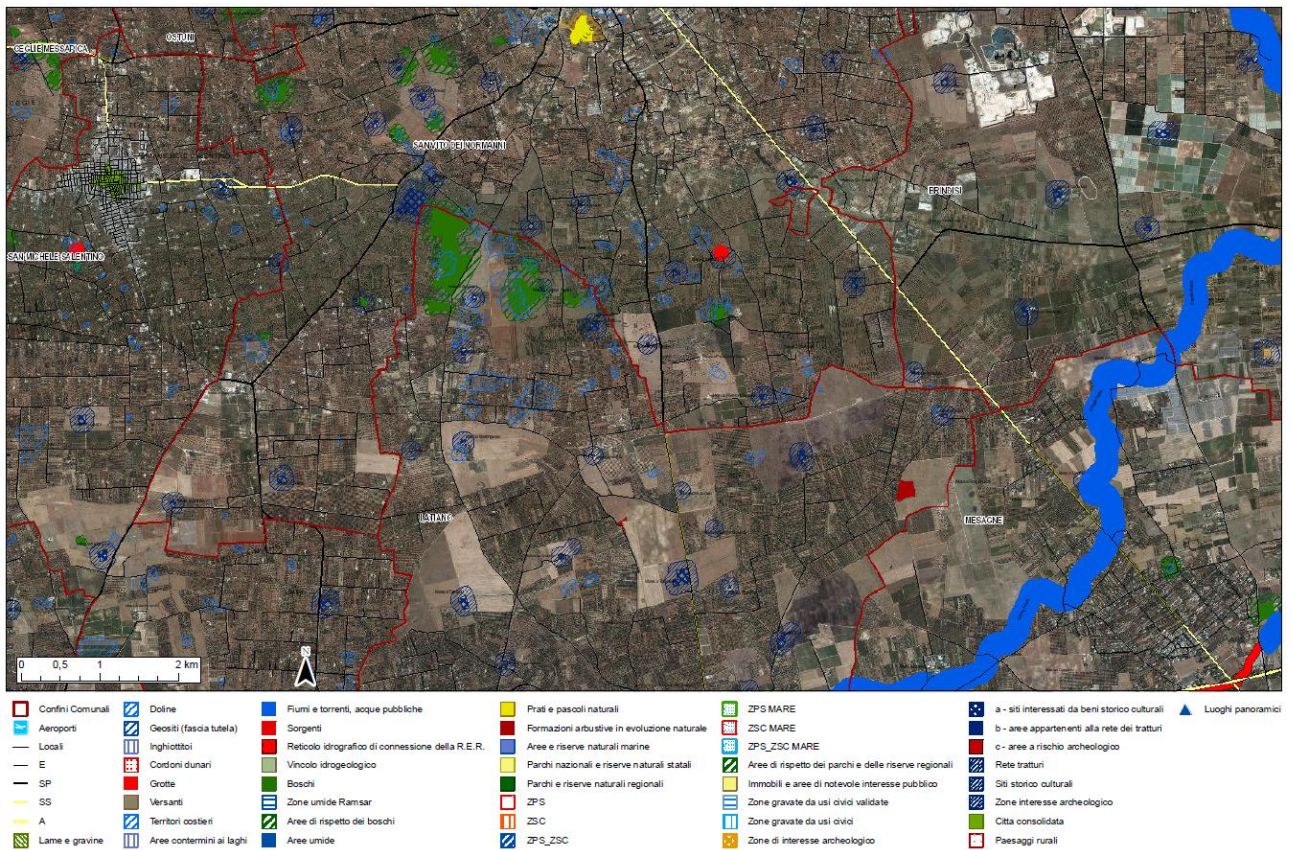 OSTUNI
CEGLIE MESSAPICA
SAN VITO DEI NORMANNI
BRINDISI
SAN MICHELE SALENTINO
LATIANO
MESAGNE
0 0,5 1 2 km
N
Confini Comunali
Aeroporti
Locali
E
SP
SS
A
Lame e gravine
Doline
Geositi (fascia tutela)
Inghiottitoi
Cordoni dunari
Grotte
Versanti
Territori costieri
Aree contermini ai laghi
Fiumi e torrenti, acque pubbliche
Sorgenti
Reticolo idrografico di connessione della R.E.R.
Vincolo idrogeologico
Boschi
Zone umide Ramsar
Aree di rispetto dei boschi
Aree umide
Prati e pascoli naturali
Formazioni arbustive in evoluzione naturale
Aree e riserve naturali marine
Parchi nazionali e riserve naturali statali
Parchi e riserve naturali regionali
ZPS
ZSC
ZPS_ZSC
ZPS MARE
ZSC MARE
ZPS_ZSC MARE
Aree di rispetto dei parchi e delle riserve regionali
Immobili e aree di notevole interesse pubblico
Zone gravate da usi civici validate
Zone gravate da usi civici
Zone di interesse archeologico
a - siti interessati da beni storico culturali
b - aree appartenenti alla rete dei tratturi
c - aree a rischio archeologico
Rete tratturi
Siti storico culturali
Zone interesse archeologico
Citta consolidata
Paesaggi rurali
Luoghi panoramici